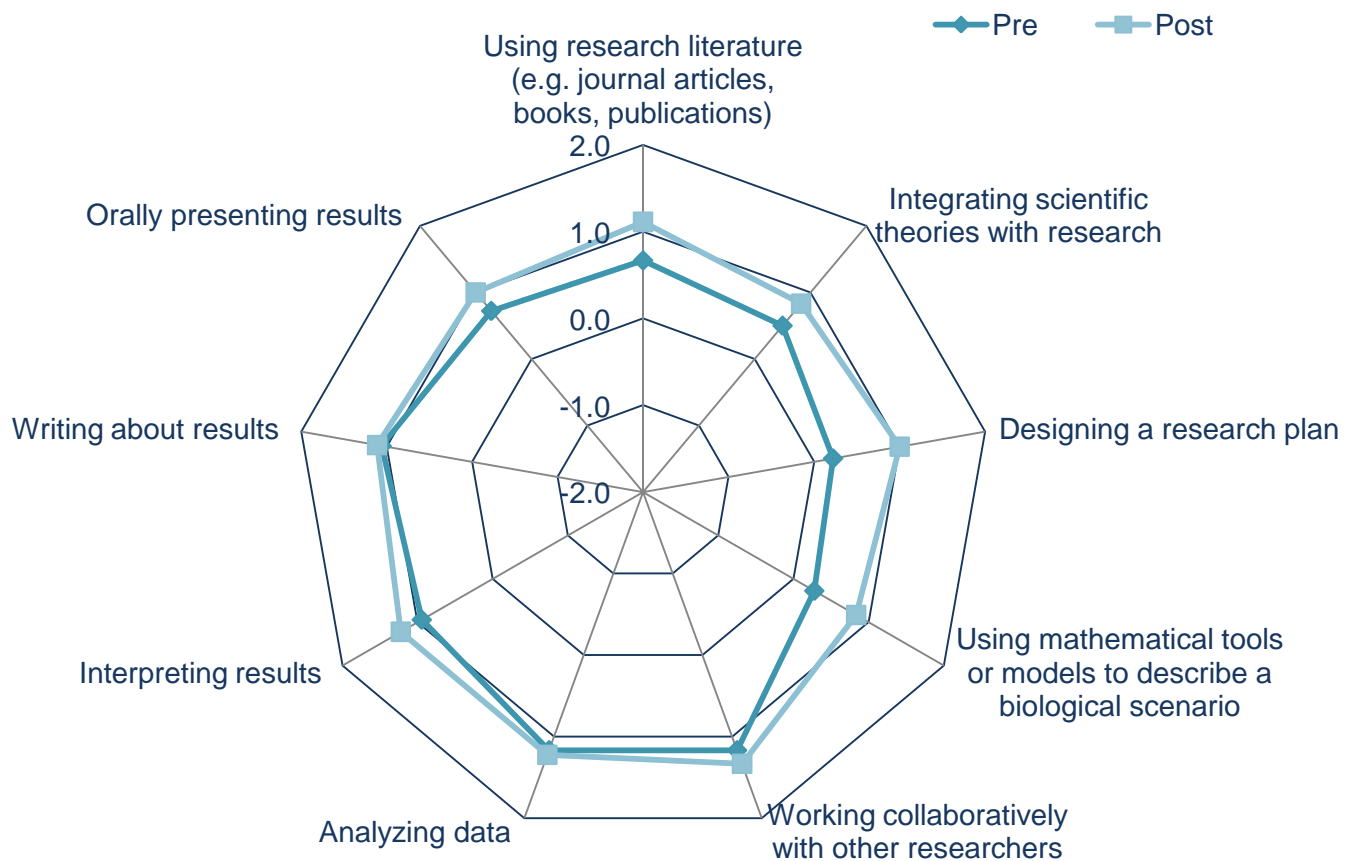 Pre
Post
Using research literature
(e.g. journal articles,
books, publications)
2.0
1.0
0.0
-1.0
-2.0
Integrating scientific
theories with research
Designing a research plan
Using mathematical tools
or models to describe a
biological scenario
Working collaboratively
with other researchers
Analyzing data
Interpreting results
Writing about results
Orally presenting results